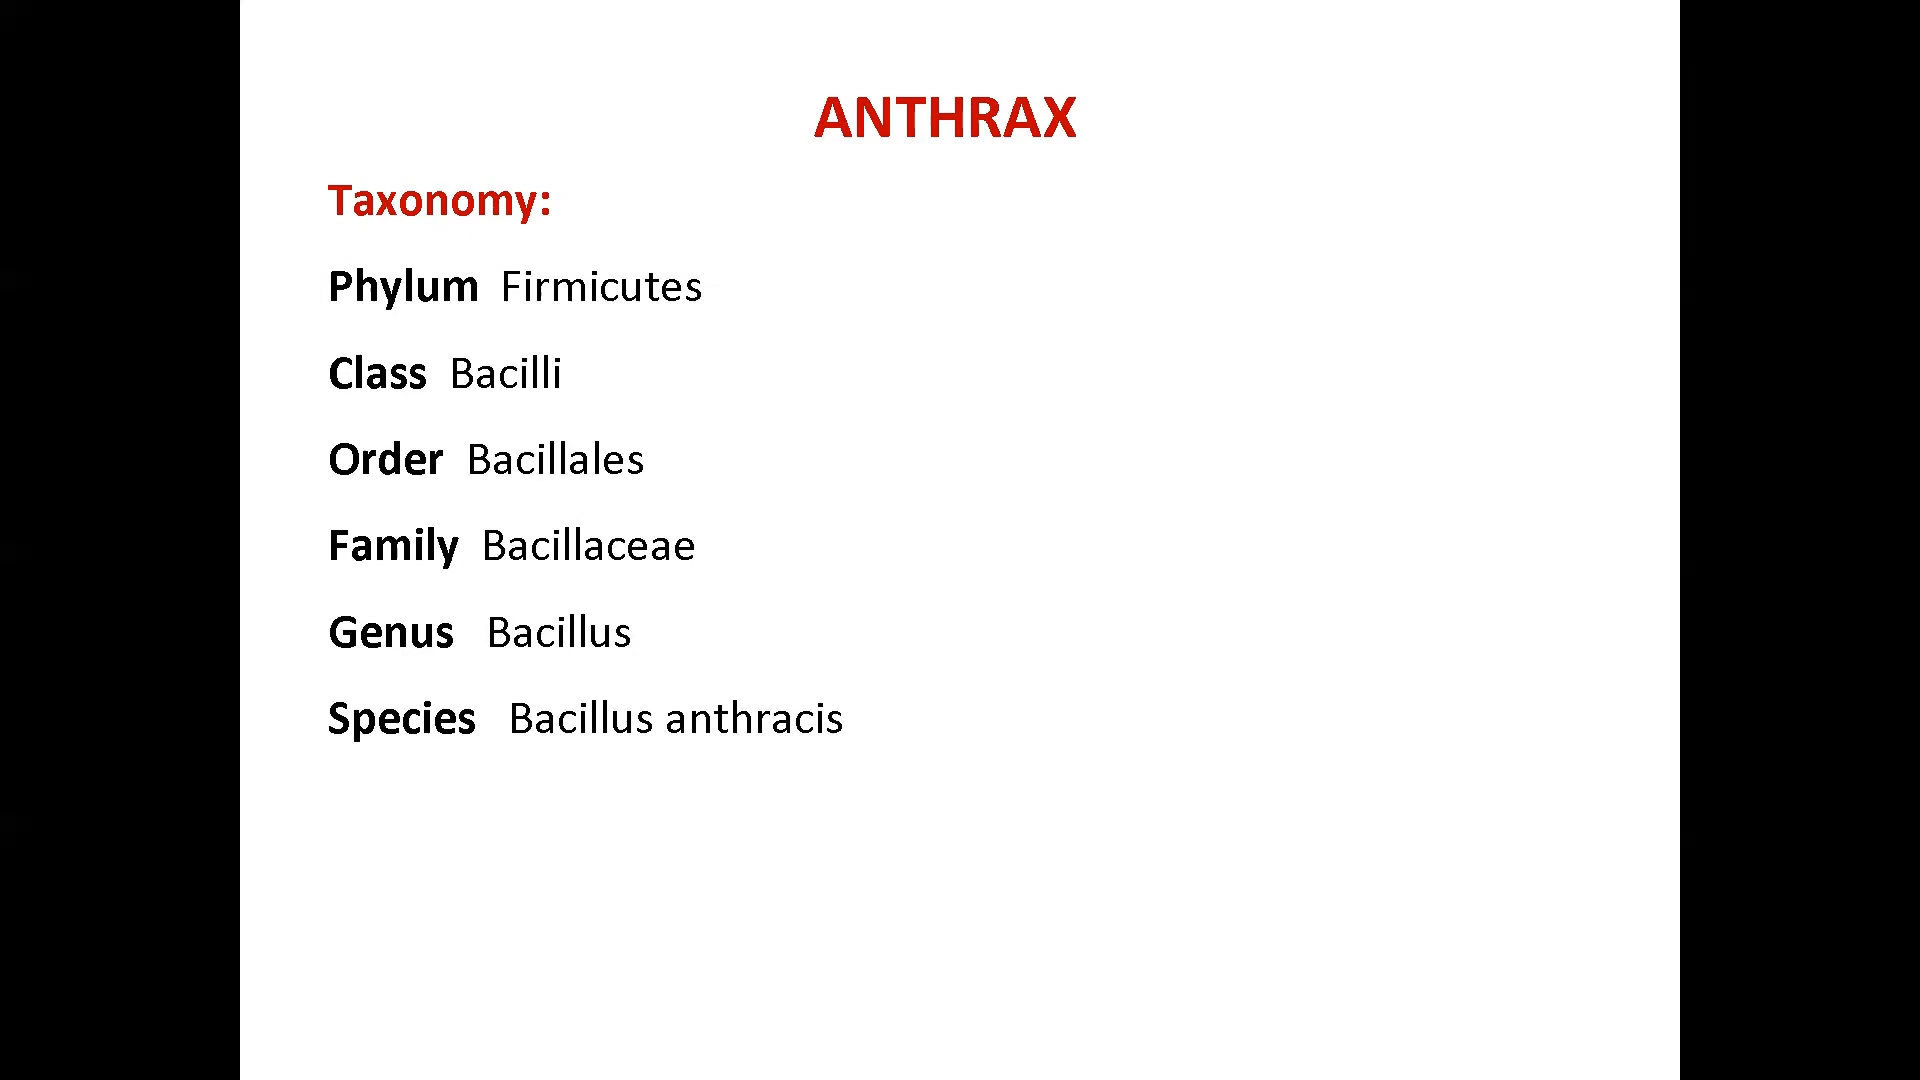 ANTHRAX
Taxonomy:
Phylum  Firmicutes
Class  Bacilli
Order  Bacillales
Family  Bacillaceae
Genus   Bacillus
Species   Bacillus anthracis